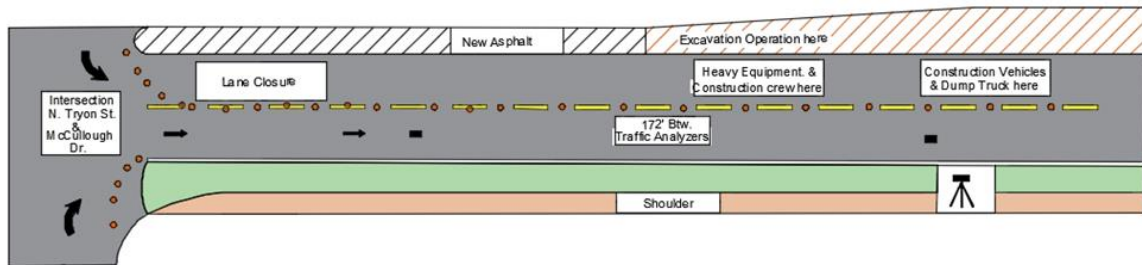 New Asphalt
Excavation Operation here
Lane Closure
Heavy Equipment. &
Construction crew here
Construction Vehicles
& Dump Truck here
Intersection
N. Tryon St.
&
McCullough
Dr.
172' Btw.
Traffic Analyzers
Shoulder